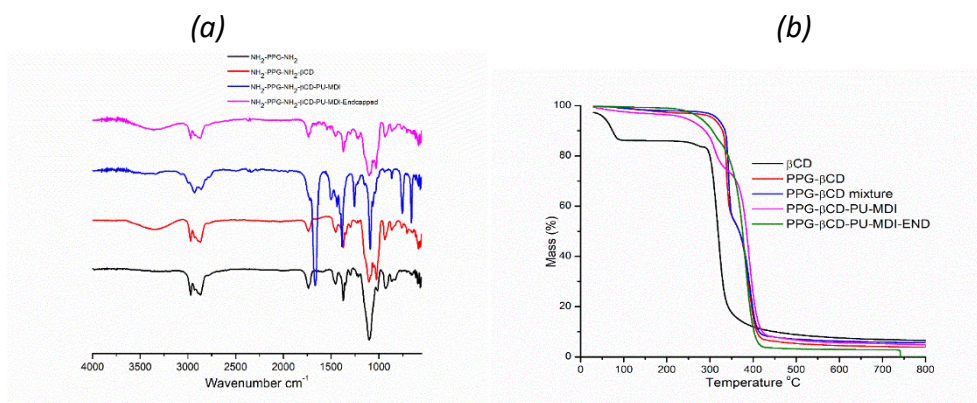 (a)
NH2-PPG-NH2
NH2-PPG-NH2-βCD
NH2-PPG-NH2-βCD-PU-MDI
NH2-PPG-NH2-βCD-PU-MDI-Endcapped
4000 3500 3000 2500 2000 1500 1000
Wavenumber cm-1
(b)
100
80
60
40
20
0
Mass (%)
βCD
PPG-βCD
PPG-βCD mixture
PPG-βCD-PU-MDI
PPG-βCD-PU-MDI-END
0 100 200 300 400 500 600 700 800
Temperature °C